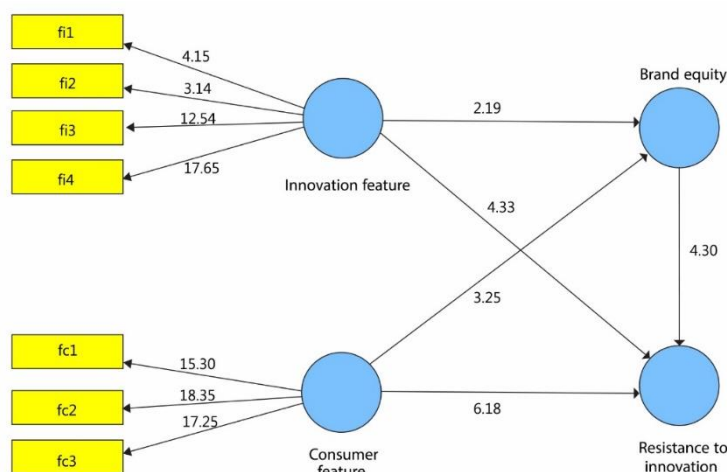 fi1
4.15
fi2
3.14
fi3
12.54
fi4
17.65
Innovation feature
Brand equity
2.19
4.33
4.30
3.25
fc1
15.30
fc2
18.35
fc3
17.25
6.18
Consumer
feature
Resistance to
innovation